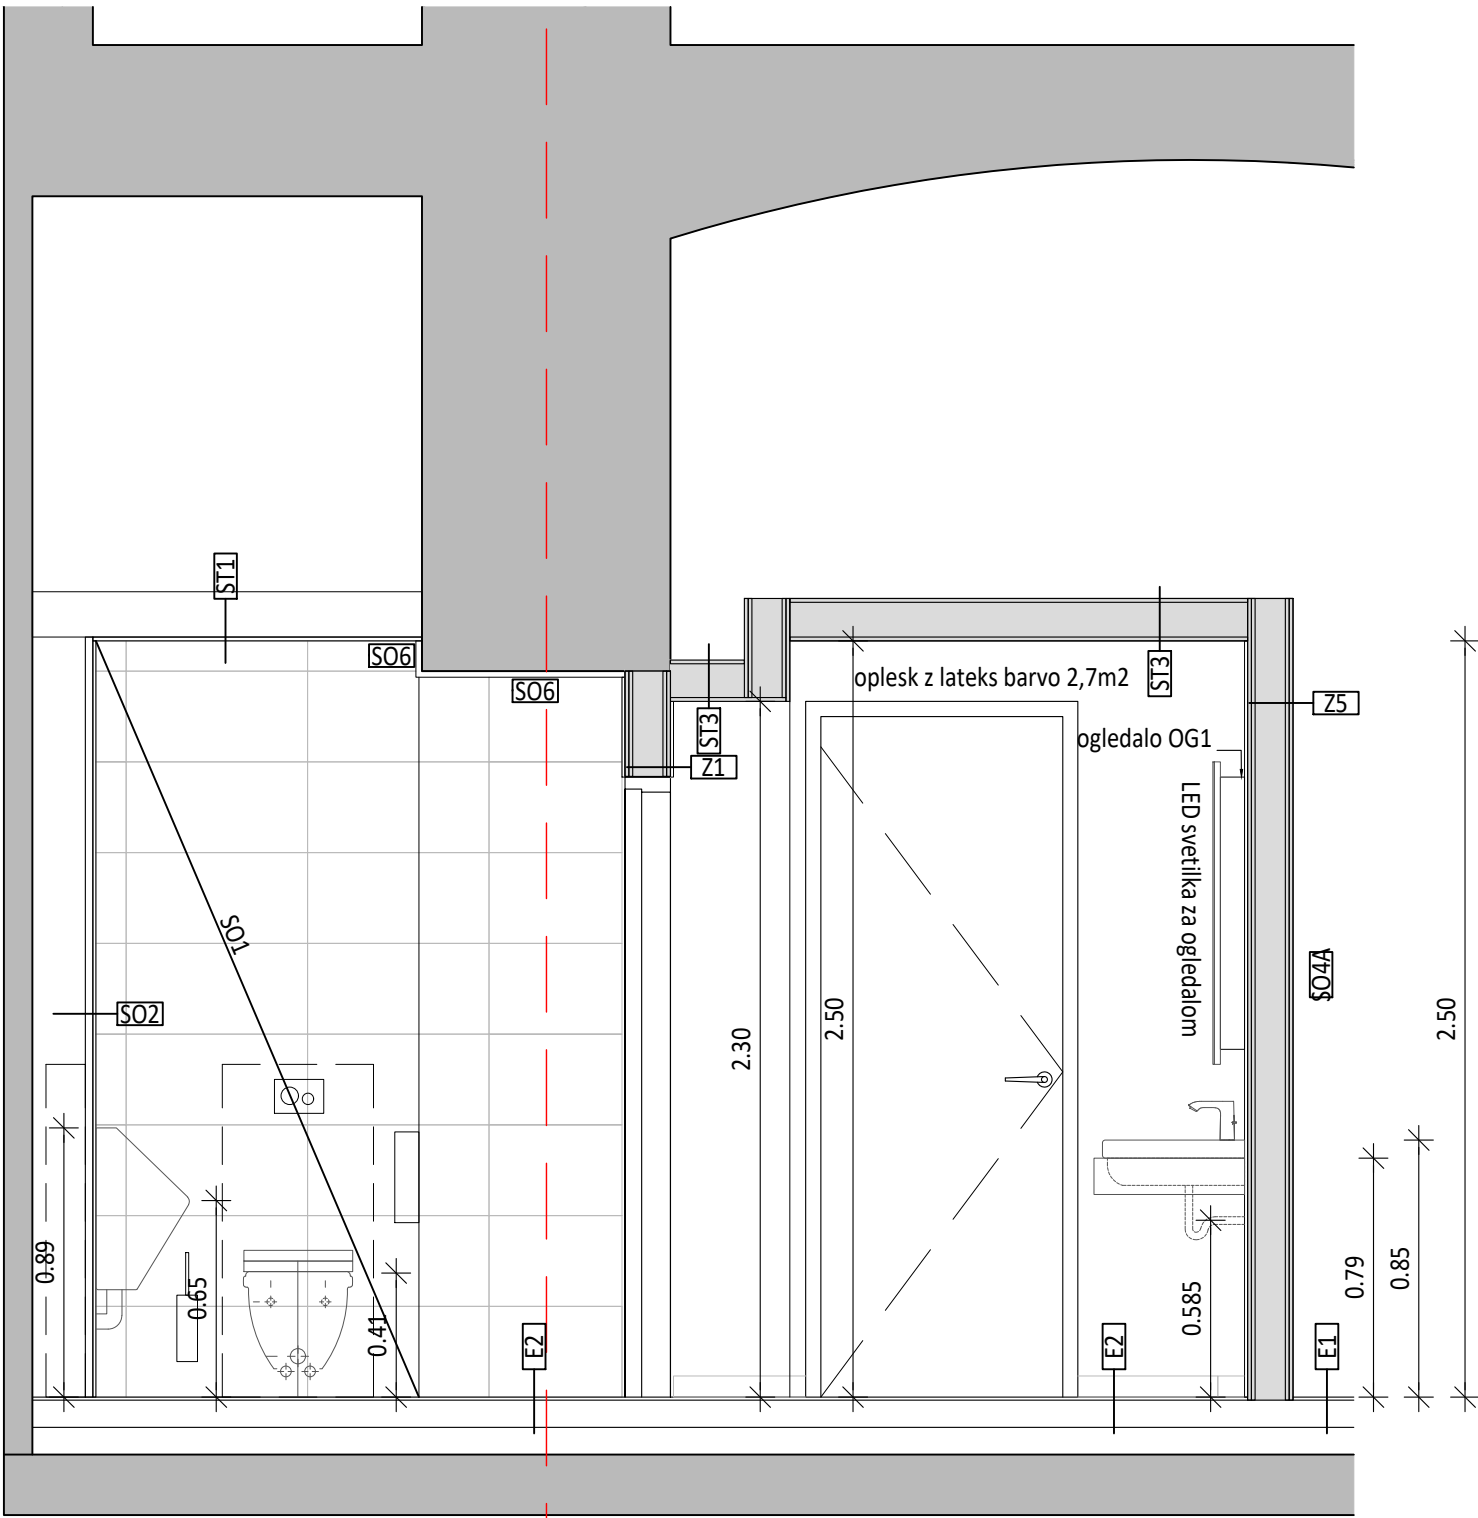 ST1
SO6
SO6
ST3
Z1
oplesk z lateks barvo 2,7m2
ST3
Z5
ogledalo OG1
LED svetilka za ogledalom
SO1
SO2
SO4A
2.30
2.50
2.50
0.89
0.65
0.41
E2
E2
0.585
E1
0.79
0.85